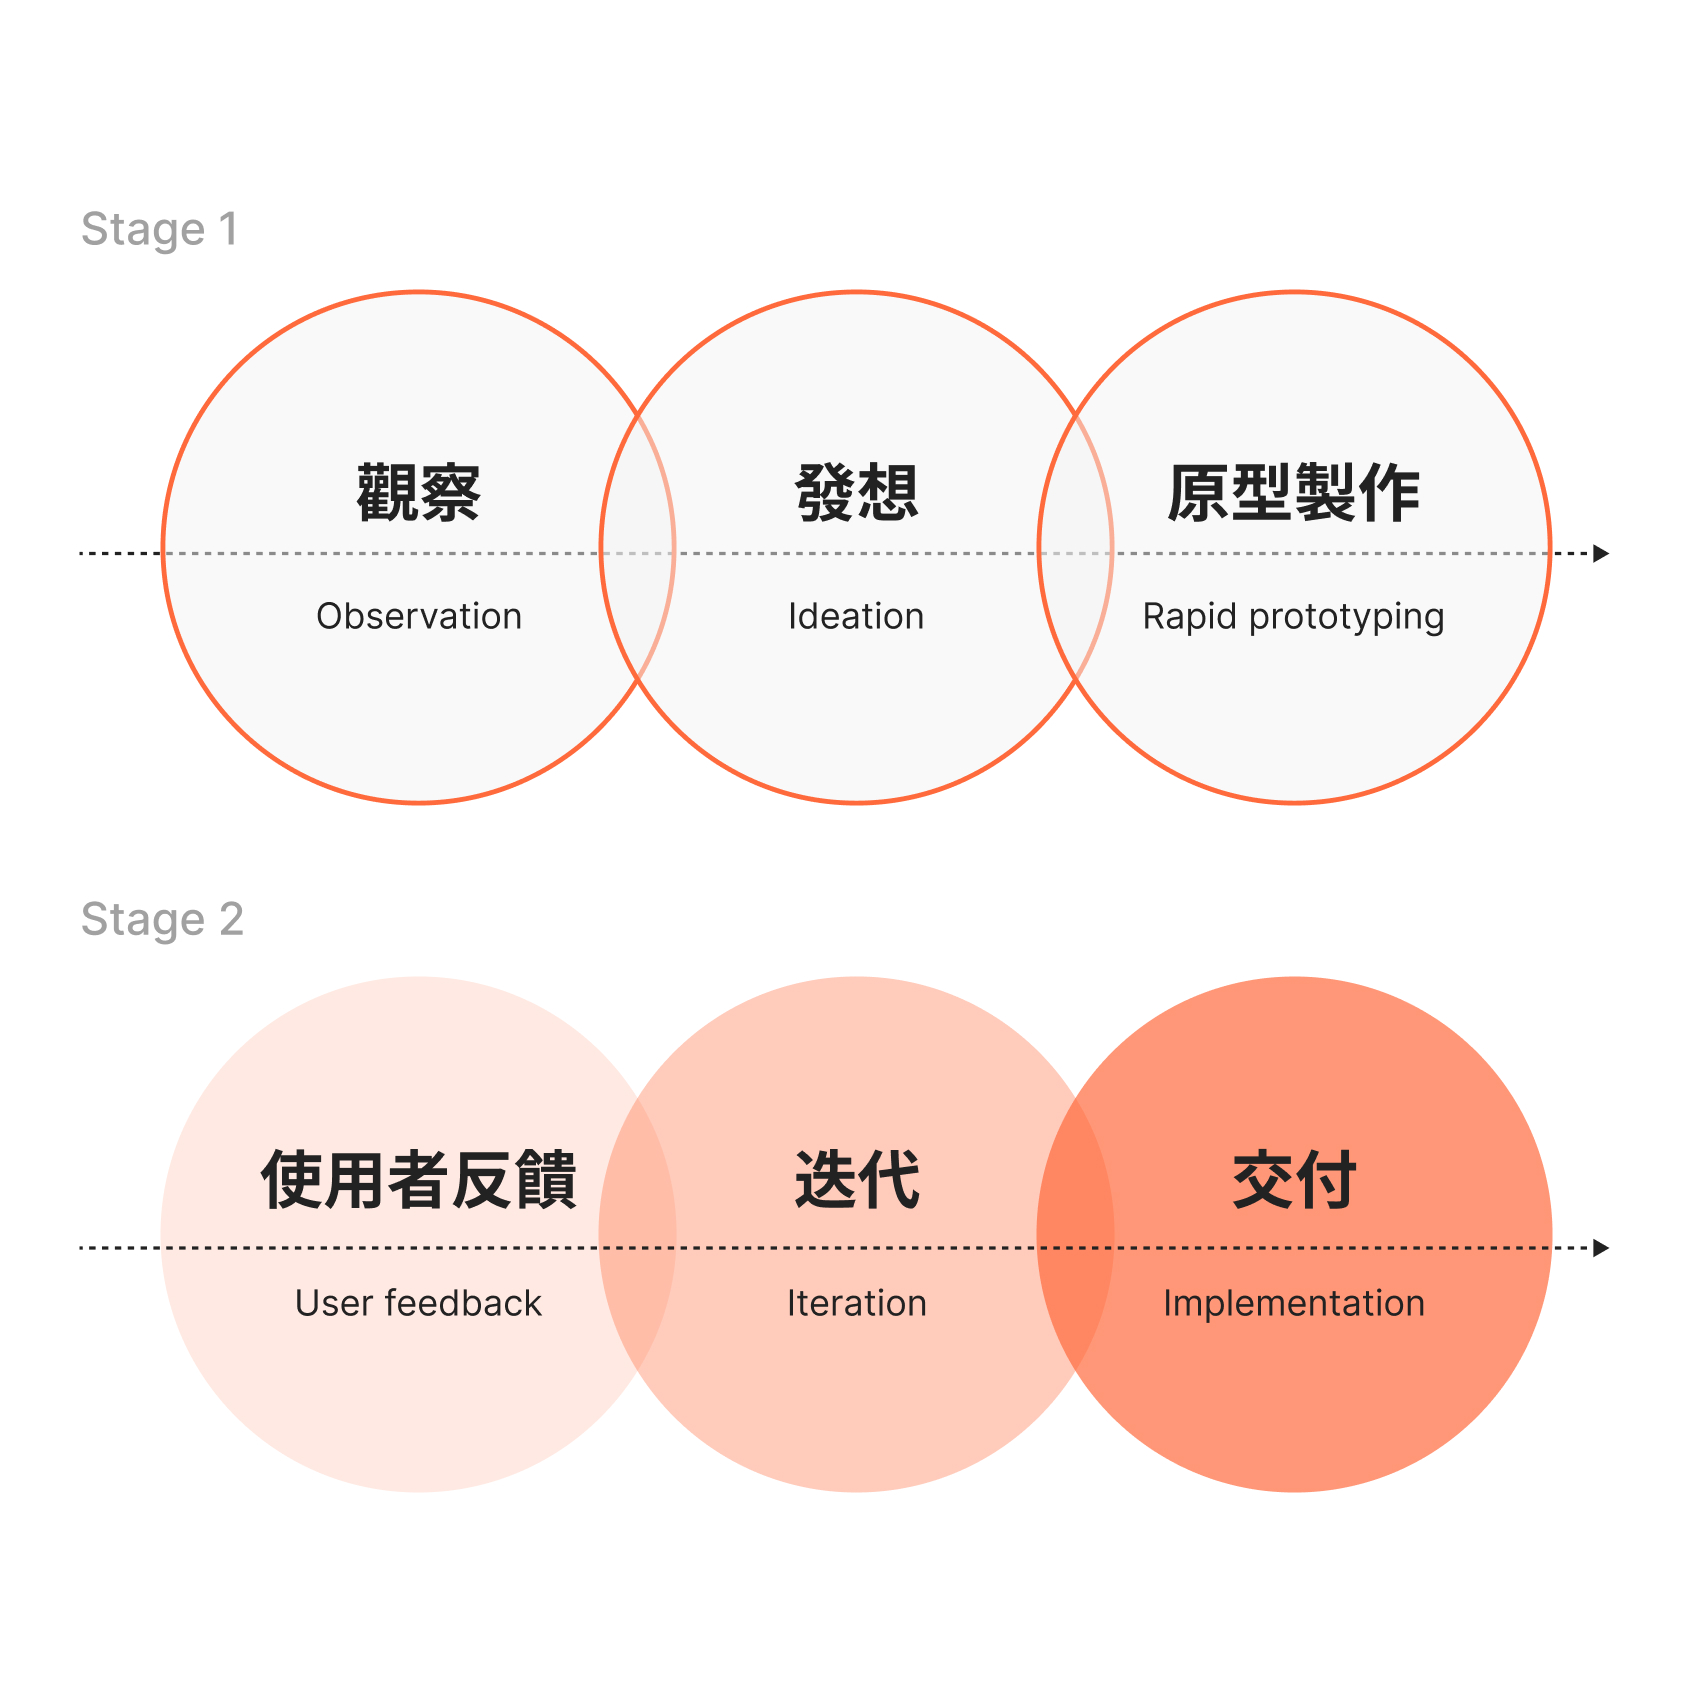 Stage 1
觀察
發想
原型製作
Observation
Ideation
Rapid prototyping
Stage 2
使用者反饋
迭代
交付
User feedback
Iteration
Implementation